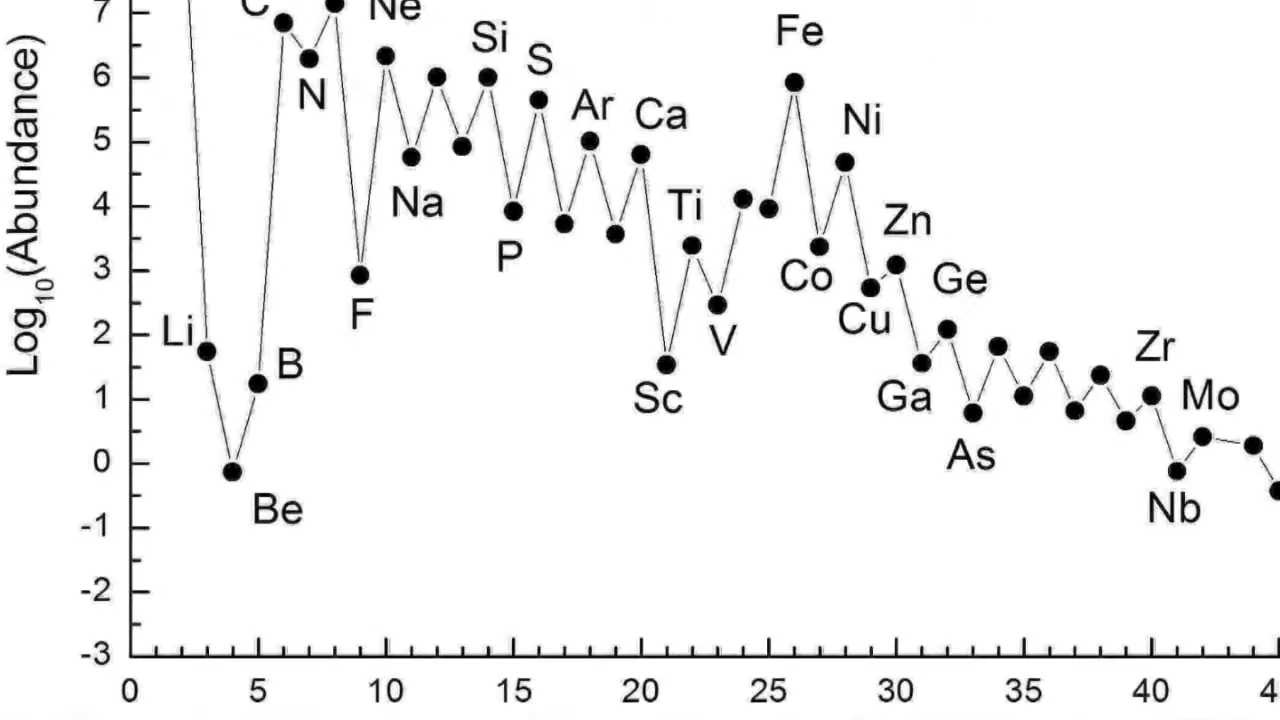 Log10(Abundance)
7
6
5
4
3
2
1
0
-1
-2
-3
C
Ne
N
Si
S
Fe
Ar
Ca
Ni
Na
P
Ti
Zn
F
Co
Ge
Li
B
V
Cu
Zr
Sc
Ga
Mo
As
Be
Nb
0 5 10 15 20 25 30 35 40